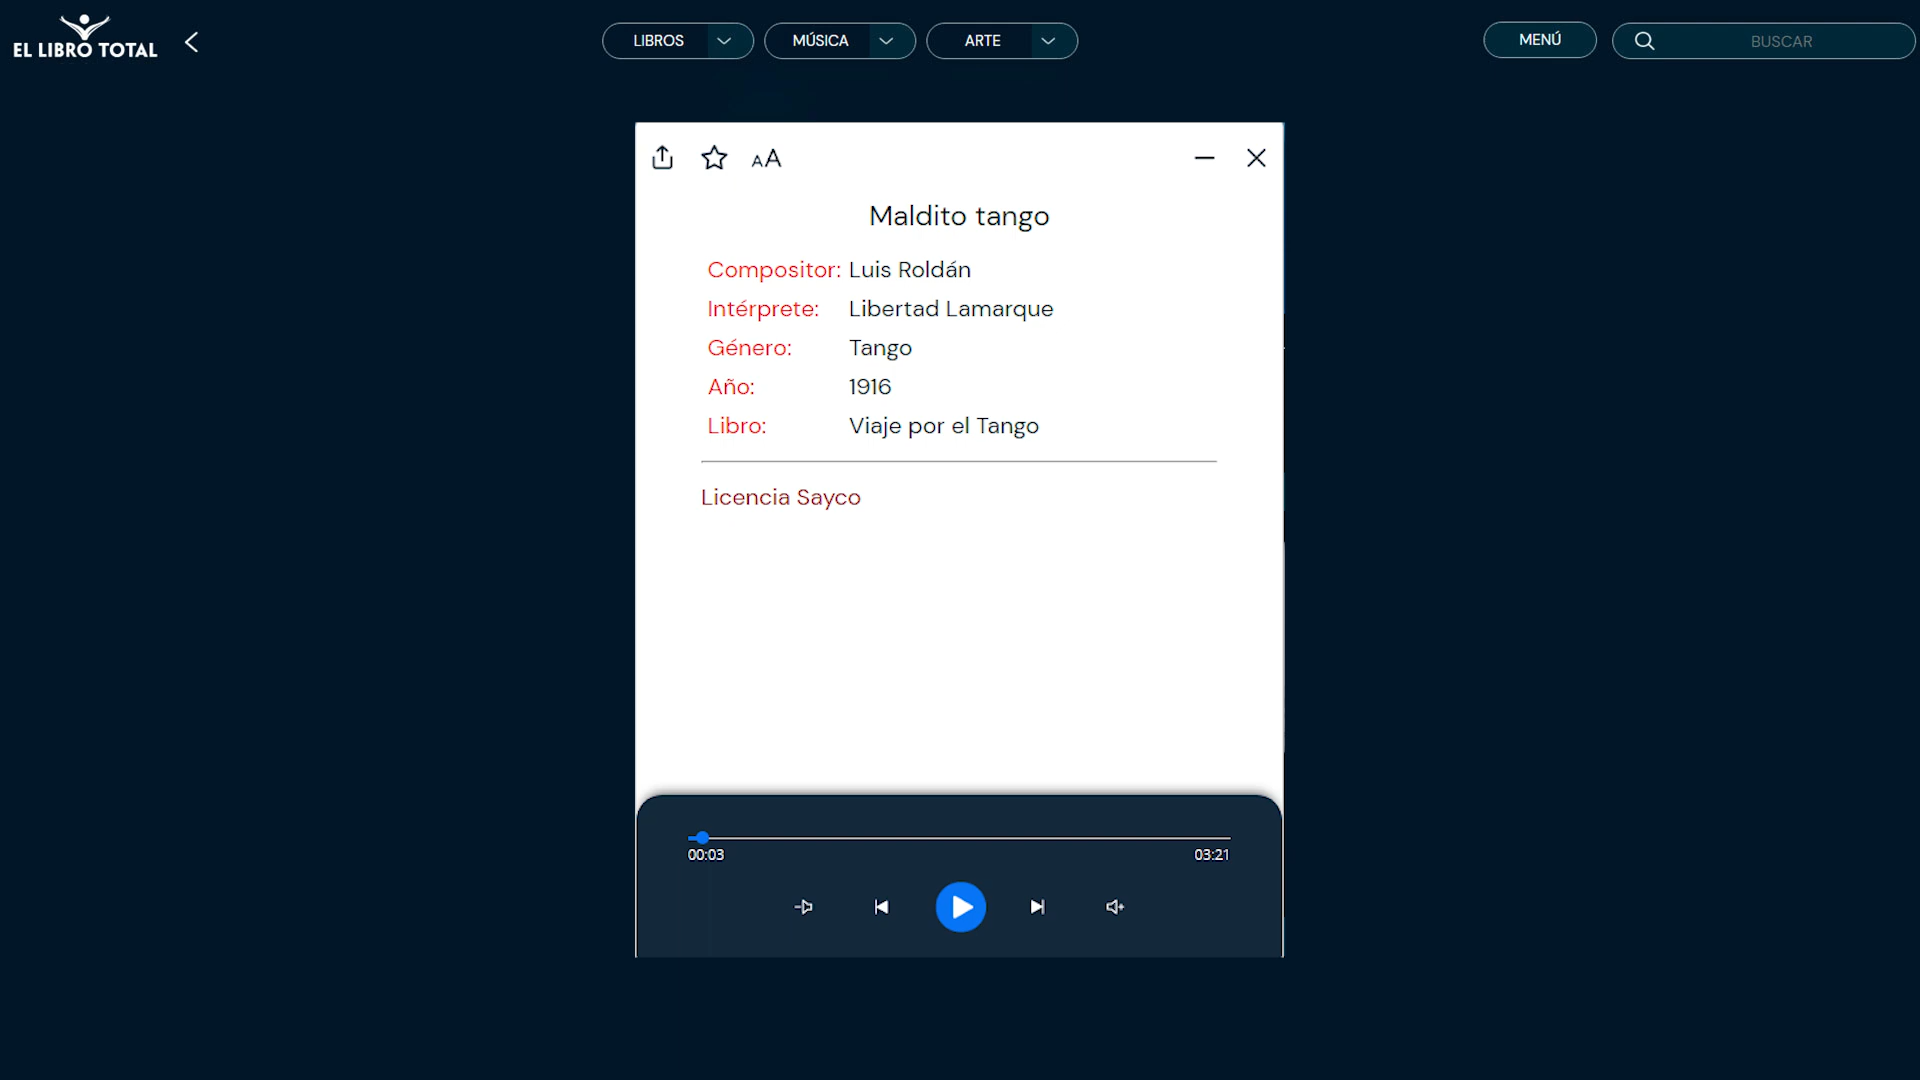 EL LIBRO TOTAL
LIBROS
MÚSICA
ARTE
MENÚ
BUSCAR
AA
Maldito tango
Compositor: Luis Roldán
Intérprete: Libertad Lamarque
Género: Tango
Año: 1916
Libro: Viaje por el Tango
Licencia Sayco
00:03
03:21